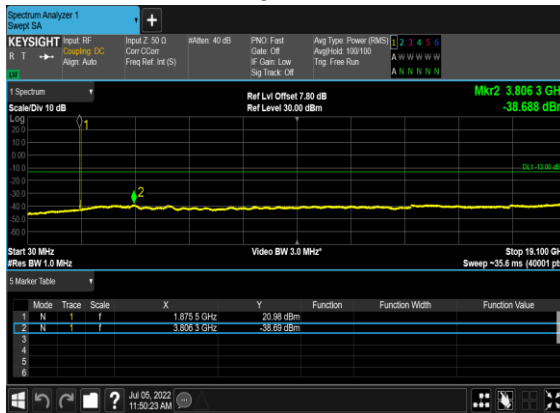 Spectrum Analyzer 1
Swept SA
KEYSIGHT Input: RF Input Z: 50 Ω #Atten: 40 dB PNO: Fast Avg Type: Power (RMS) 1 2 3 4 5 6
R T Coupling: DC Corr CCorr Gate: Off Avg|Hold: 100/100 A W W W W W
Align: Auto Freq Ref: Int (S) IF Gain: Low Trig: Free Run
Sig Track: Off A N N N N N
1 Spectrum Ref Lvl Offset 7.80 dB Mkr2 3.806 3 GHz
Scale/Div 10 dB Ref Level 30.00 dBm -38.688 dBm
Log
20.0
10.0
0.00
-10.0
-20.0
-30.0
-40.0
-50.0
-60.0
1
2
DL1 -13.00 dB
Start 30 MHz Video BW 3.0 MHz* Stop 19.100 GH
#Res BW 1.0 MHz Sweep ~35.6 ms (40001 pt
5 Marker Table
Mode Trace Scale X Y Function Function Width Function Value
1 N 1 f 1.875 5 GHz 20.98 dBm
2 N 1 f 3.806 3 GHz -38.69 dBm
3
4
5
6
? Jul 05, 2022
11:50:23 AM